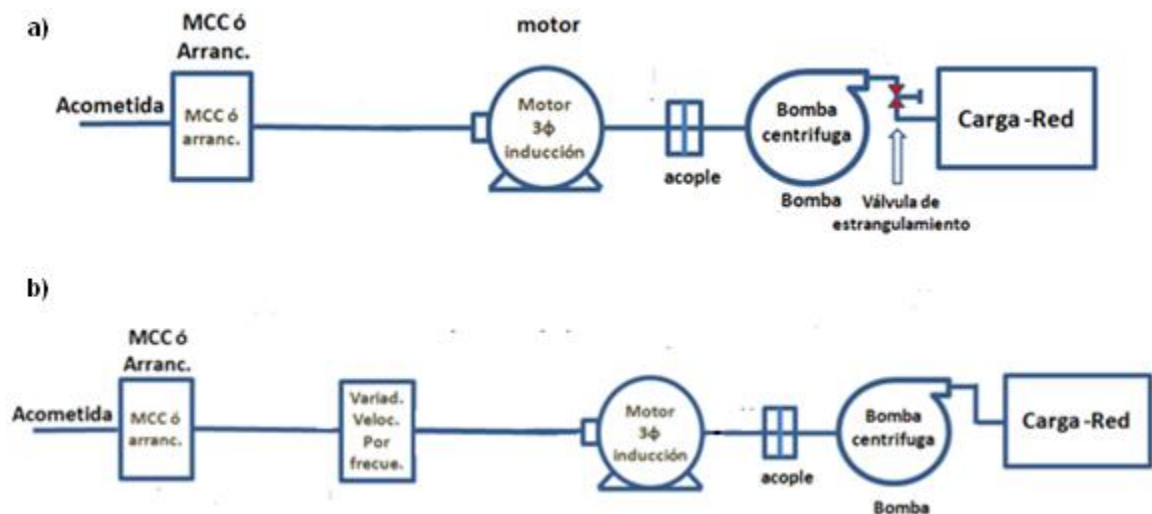 a)
MCC ó
Arranc.
motor
Acometida
MCC ó
arranc.
Motor
3ϕ
inducción
acople
Bomba
centrifuga
Bomba
Válvula de
estrangulamiento
Carga -Red
b)
MCC ó
Arranc.
Acometida
MCC ó
arranc.
Variad.
Veloc.
Por
frecue.
Motor
3ϕ
inducción
acople
Bomba
centrifuga
Bomba
Carga -Red